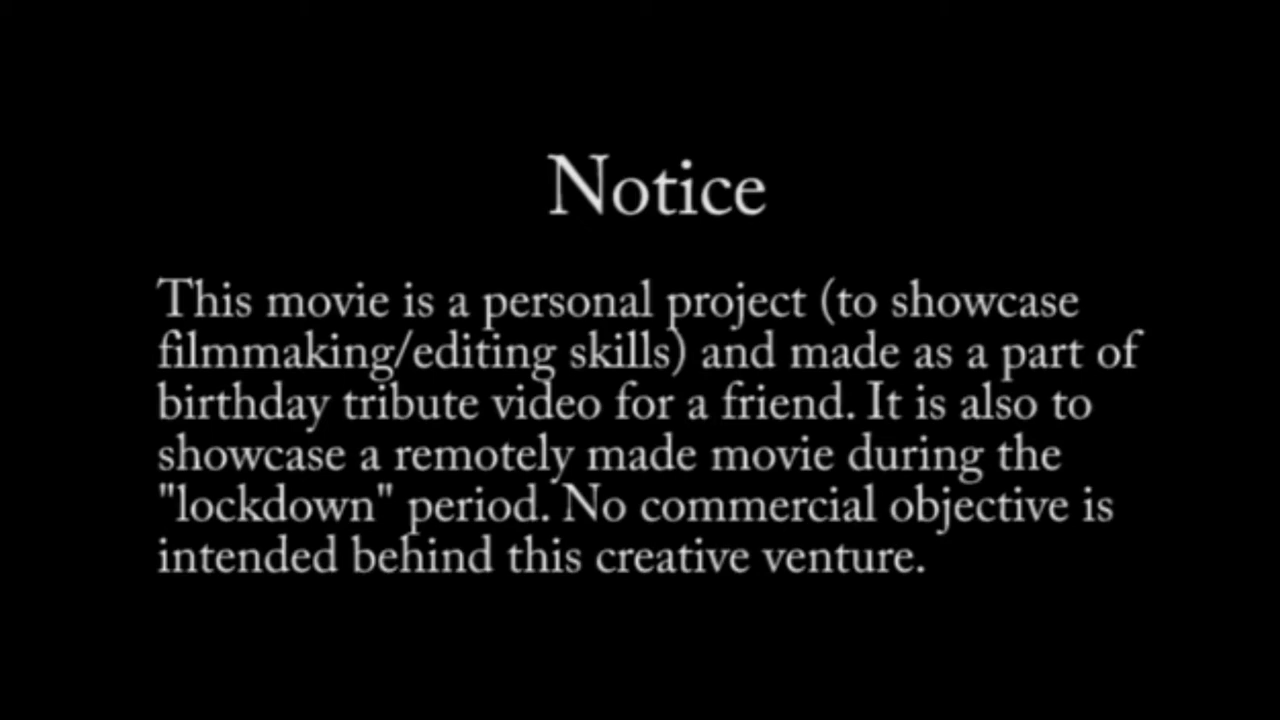 Notice
This movie is a personal project (to showcase
filmmaking/editing skills) and made as a part of
birthday tribute video for a friend. It is also to
showcase a remotely made movie during the
"lockdown" period. No commercial objective is
intended behind this creative venture.